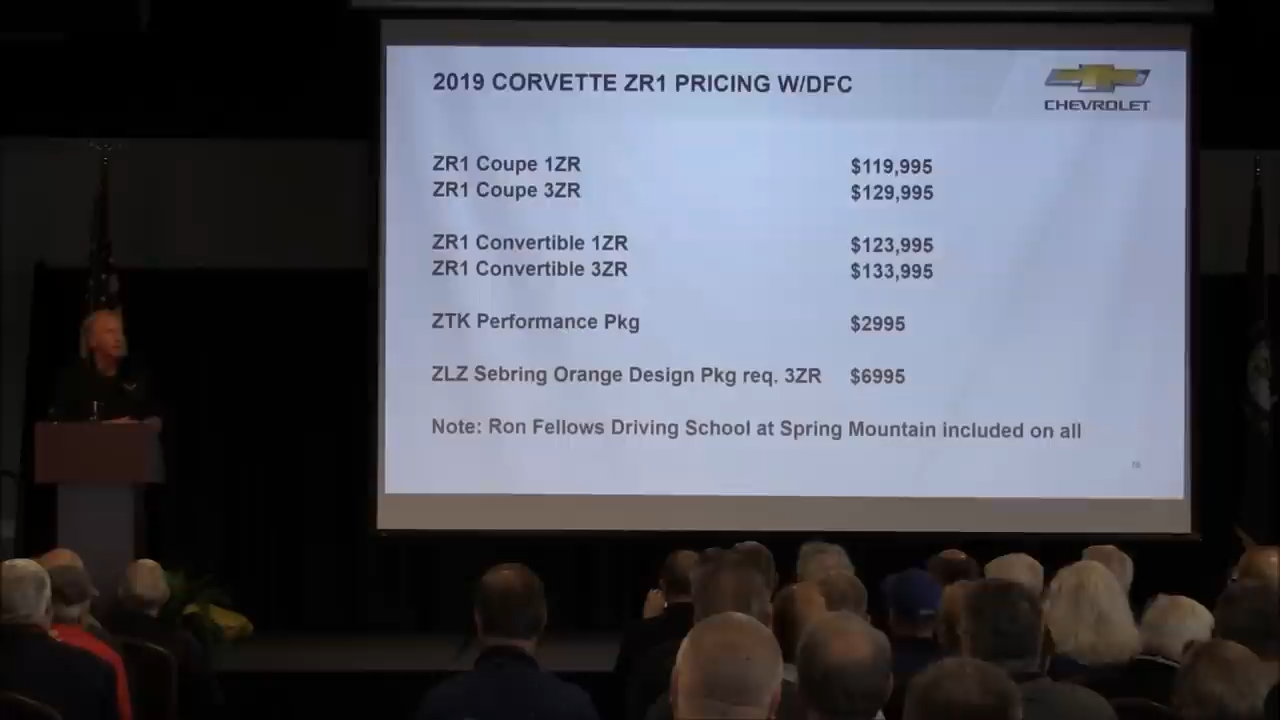 2019 CORVETTE ZR1 PRICING W/DFC
CHEVROLET
ZR1 Coupe 1ZR $119,995
ZR1 Coupe 3ZR $129,995
ZR1 Convertible 1ZR $123,995
ZR1 Convertible 3ZR $133,995
ZTK Performance Pkg $2995
ZLZ Sebring Orange Design Pkg req. 3ZR $6995
Note: Ron Fellows Driving School at Spring Mountain included on all